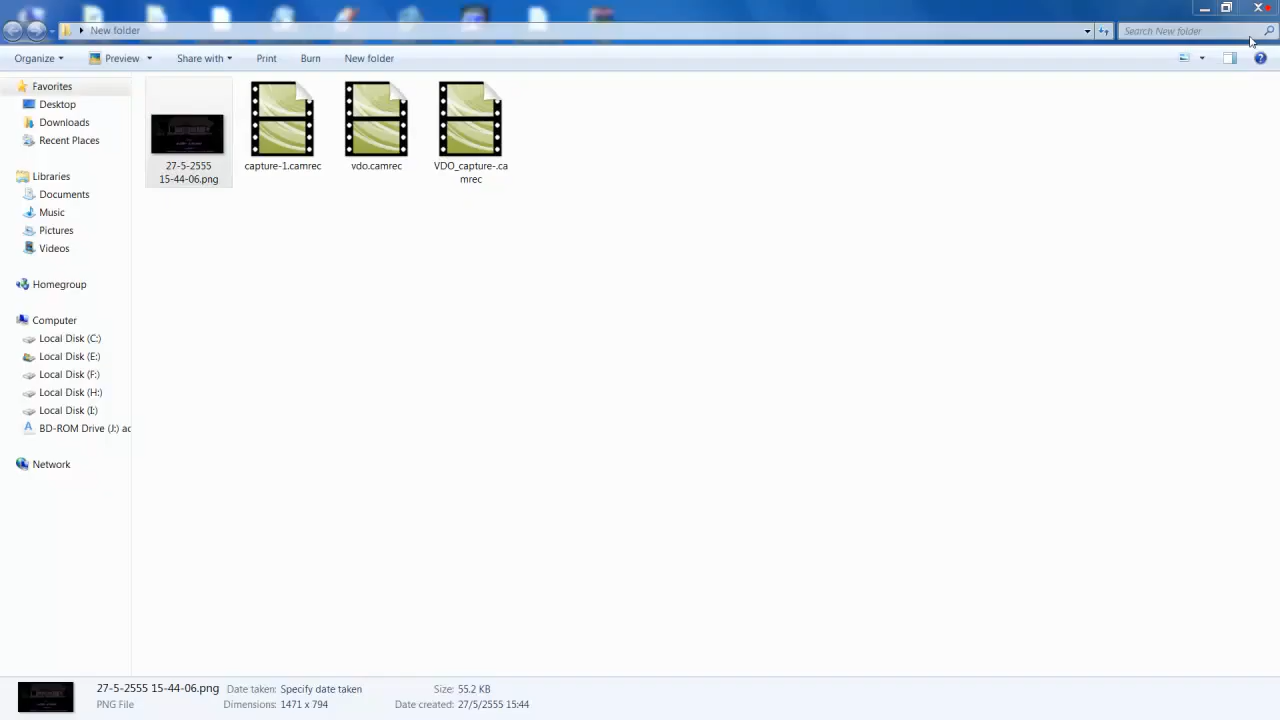 New folder
Search New folder
Organize
Preview
Share with
Print
Burn
New folder
Favorites
Desktop
Downloads
Recent Places
Libraries
Documents
Music
Pictures
Videos
Homegroup
Computer
Local Disk (C:)
Local Disk (E:)
Local Disk (F:)
Local Disk (H:)
Local Disk (I:)
BD-ROM Drive (J:) ac
Network
27-5-2555
15-44-06.png
capture-1.camrec
vdo.camrec
VDO_capture-.ca
mrec
27-5-2555 15-44-06.png Date taken: Specify date taken Size: 55.2 KB
PNG File Dimensions: 1471 x 794 Date created: 27/5/2555 15:44